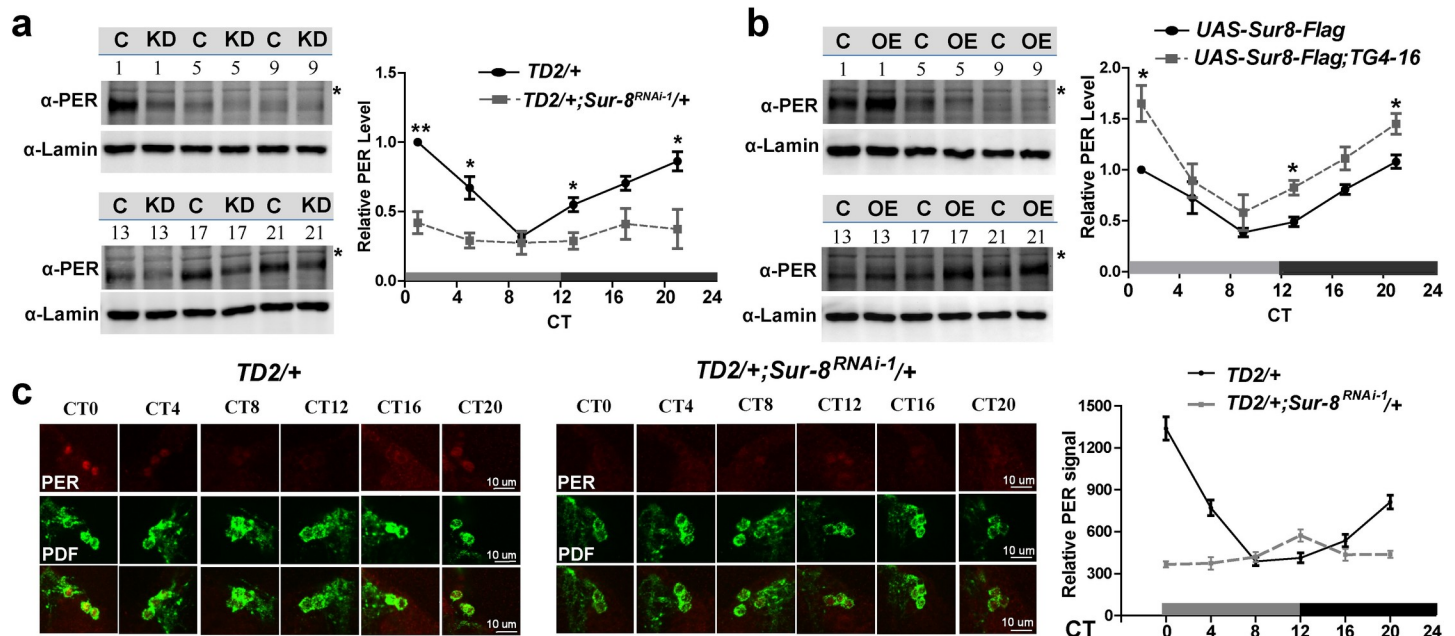 a
C KD C KD C KD
1 1 5 5 9 9
α-PER
*
α-Lamin
C KD C KD C KD
13 13 17 17 21 21
α-PER
*
α-Lamin
TD2/+
TD2/+;Sur-8RNAi-1/+
Relative PER Level
1.5
1.0
0.5
0.0
**
*
*
*
0 4 8 12 16 20 24
CT
b
C OE C OE C OE
1 1 5 5 9 9
α-PER
*
α-Lamin
C OE C OE C OE
13 13 17 17 21 21
α-PER
*
α-Lamin
UAS-Sur8-Flag
UAS-Sur8-Flag;TG4-16
Relative PER Level
2.0
1.5
1.0
0.5
0.0
*
*
*
0 4 8 12 16 20 24
CT
c
TD2/+
CT0 CT4 CT8 CT12 CT16 CT20
PER
10 um
PDF
10 um
10 um
TD2/+;Sur-8RNAi-1/+
CT0 CT4 CT8 CT12 CT16 CT20
PER
10 um
PDF
10 um
10 um
TD2/+
TD2/+;Sur-8RNAi-1/+
Relative PER signal
1500
1200
900
600
300
0
CT 0 4 8 12 16 20 24